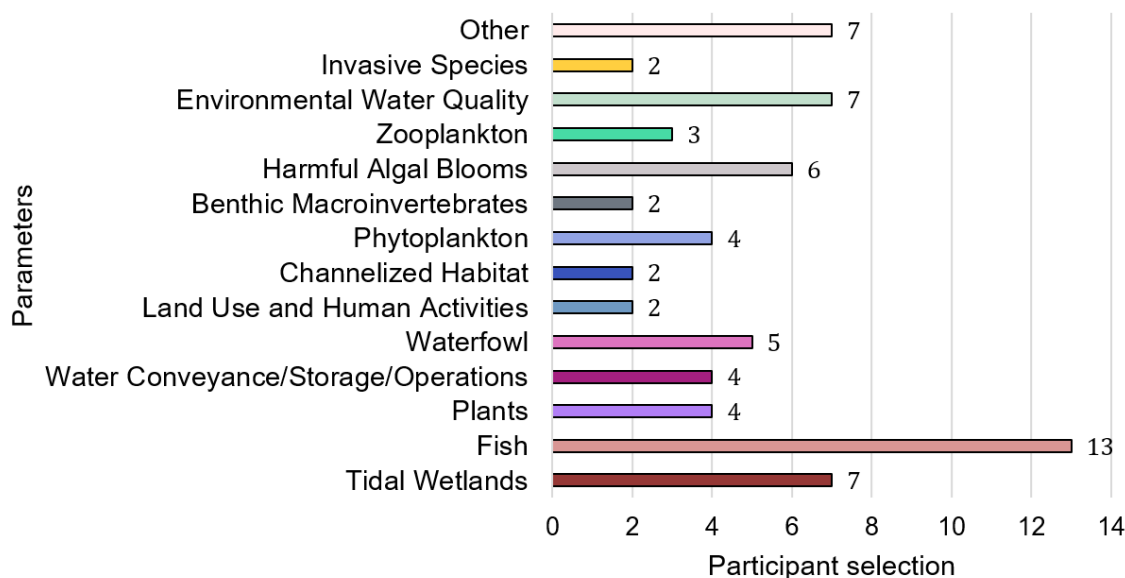 Parameters
Other 7
Invasive Species 2
Environmental Water Quality 7
Zooplankton 3
Harmful Algal Blooms 6
Benthic Macroinvertebrates 2
Phytoplankton 4
Channelized Habitat 2
Land Use and Human Activities 2
Waterfowl 5
Water Conveyance/Storage/Operations 4
Plants 4
Fish 13
Tidal Wetlands 7
0 2 4 6 8 10 12 14
Participant selection